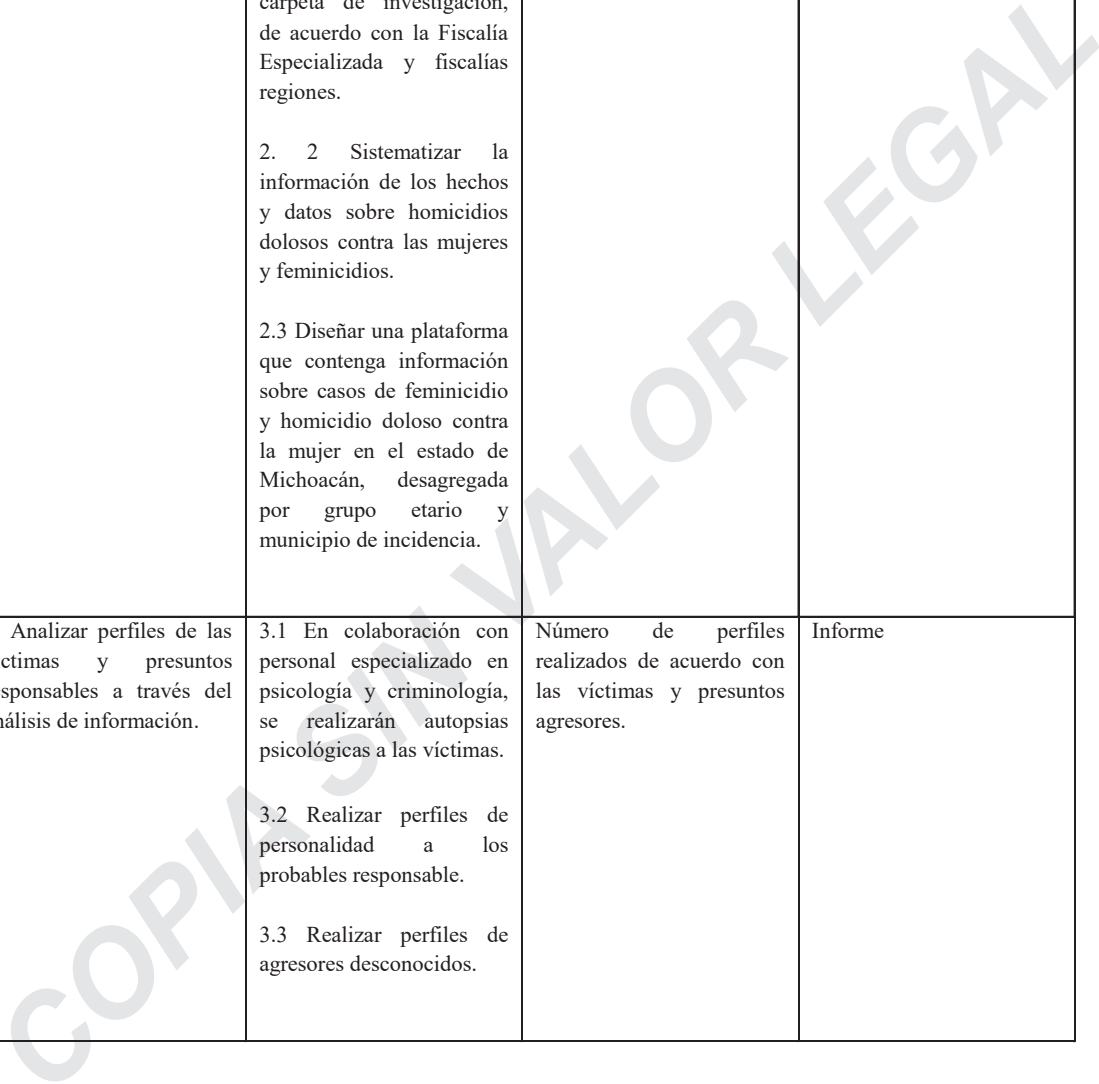 carpeta de investigación,
de acuerdo con la Fiscalía
Especializada y fiscalías
regiones.
2. 2 Sistematizar la
información de los hechos
y datos sobre homicidios
dolosos contra las mujeres
y feminicidios.
2.3 Diseñar una plataforma
que contenga información
sobre casos de feminicidio
y homicidio doloso contra
la mujer en el estado de
Michoacán, desagregada
por grupo etario y
municipio de incidencia.
Analizar perfiles de las
ctimas y presuntos
sponsables a través del
nálisis de información.
3.1 En colaboración con
personal especializado en
psicología y criminología,
se realizarán autopsias
psicológicas a las víctimas.
3.2 Realizar perfiles de
personalidad a los
probables responsable.
3.3 Realizar perfiles de
agresores desconocidos.
Número de perfiles
realizados de acuerdo con
las víctimas y presuntos
agresores.
Informe
COPIA SIN VALOR LEGAL